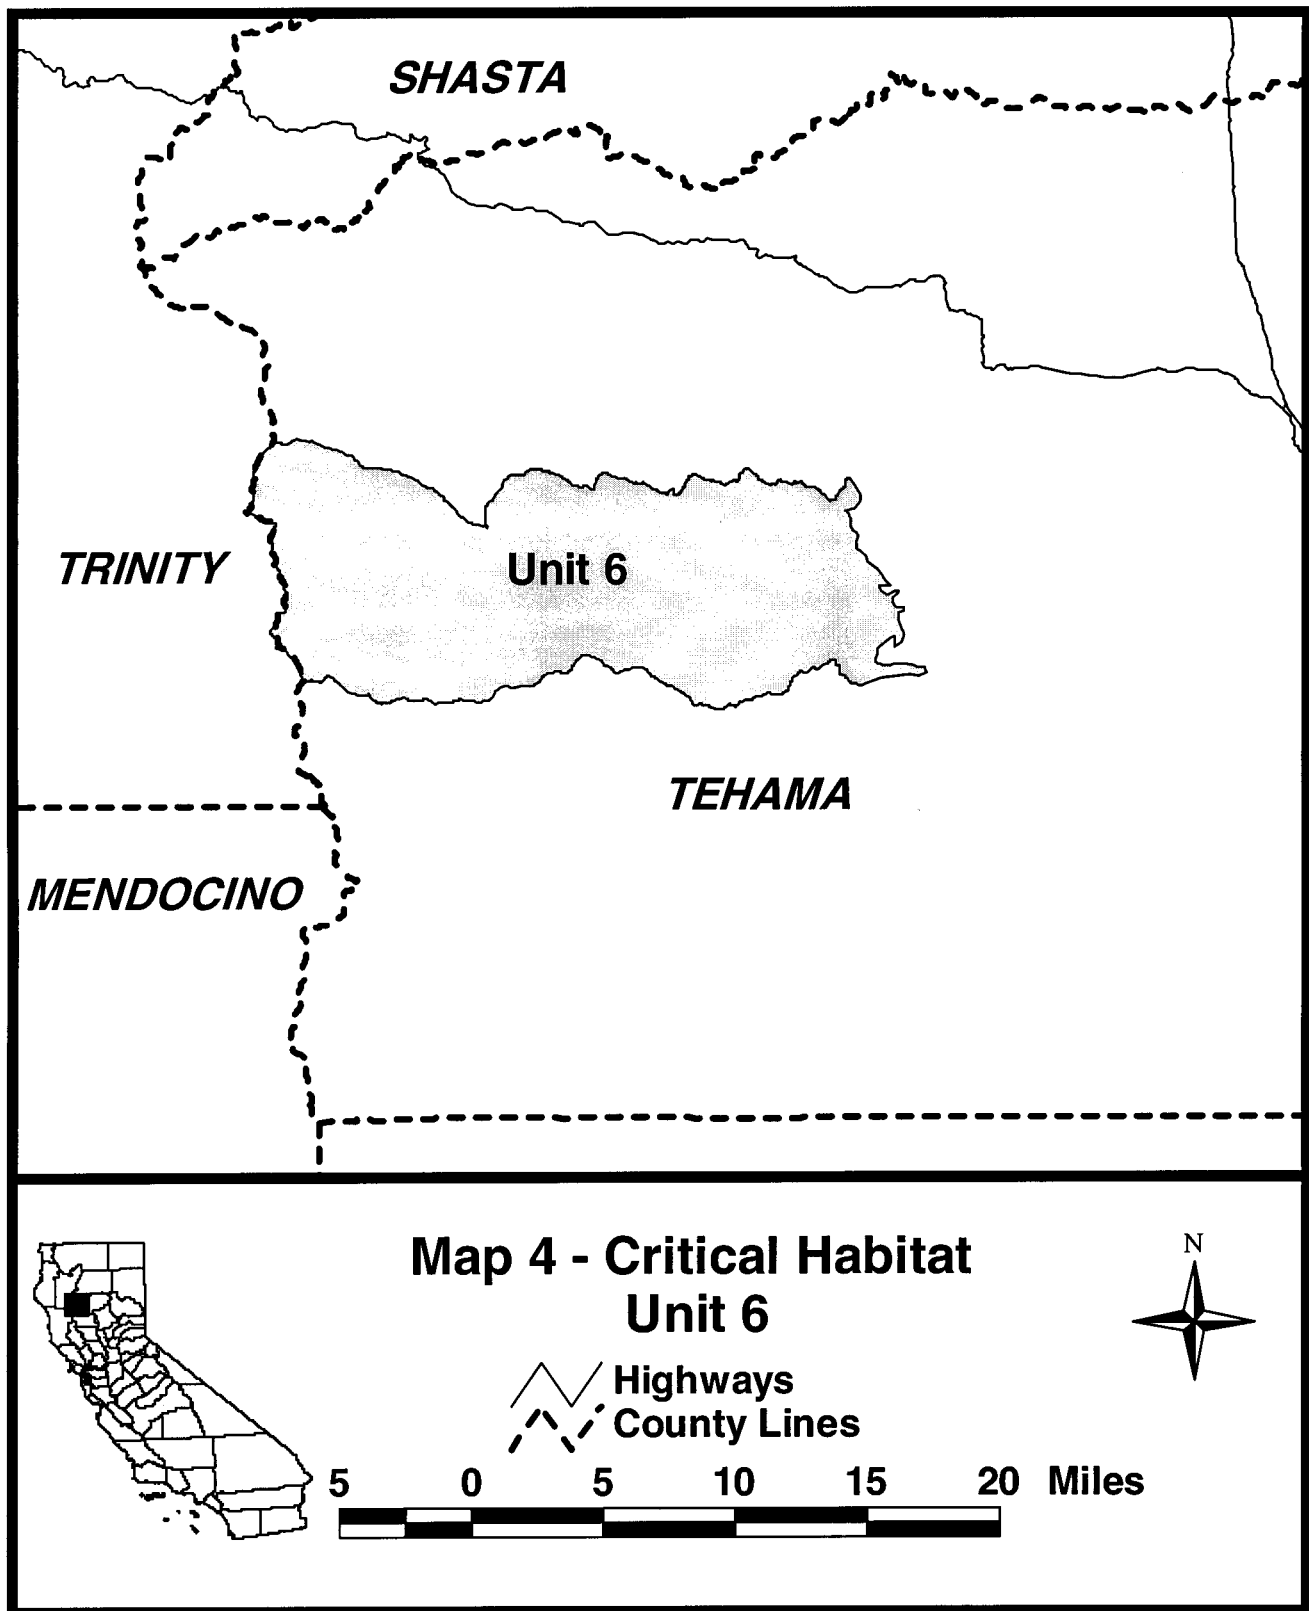 SHASTA
TRINITY
Unit 6
TEHAMA
MENDOCINO
Map 4 - Critical Habitat
Unit 6
N
Highways
County Lines
5 0 5 10 15 20 Miles